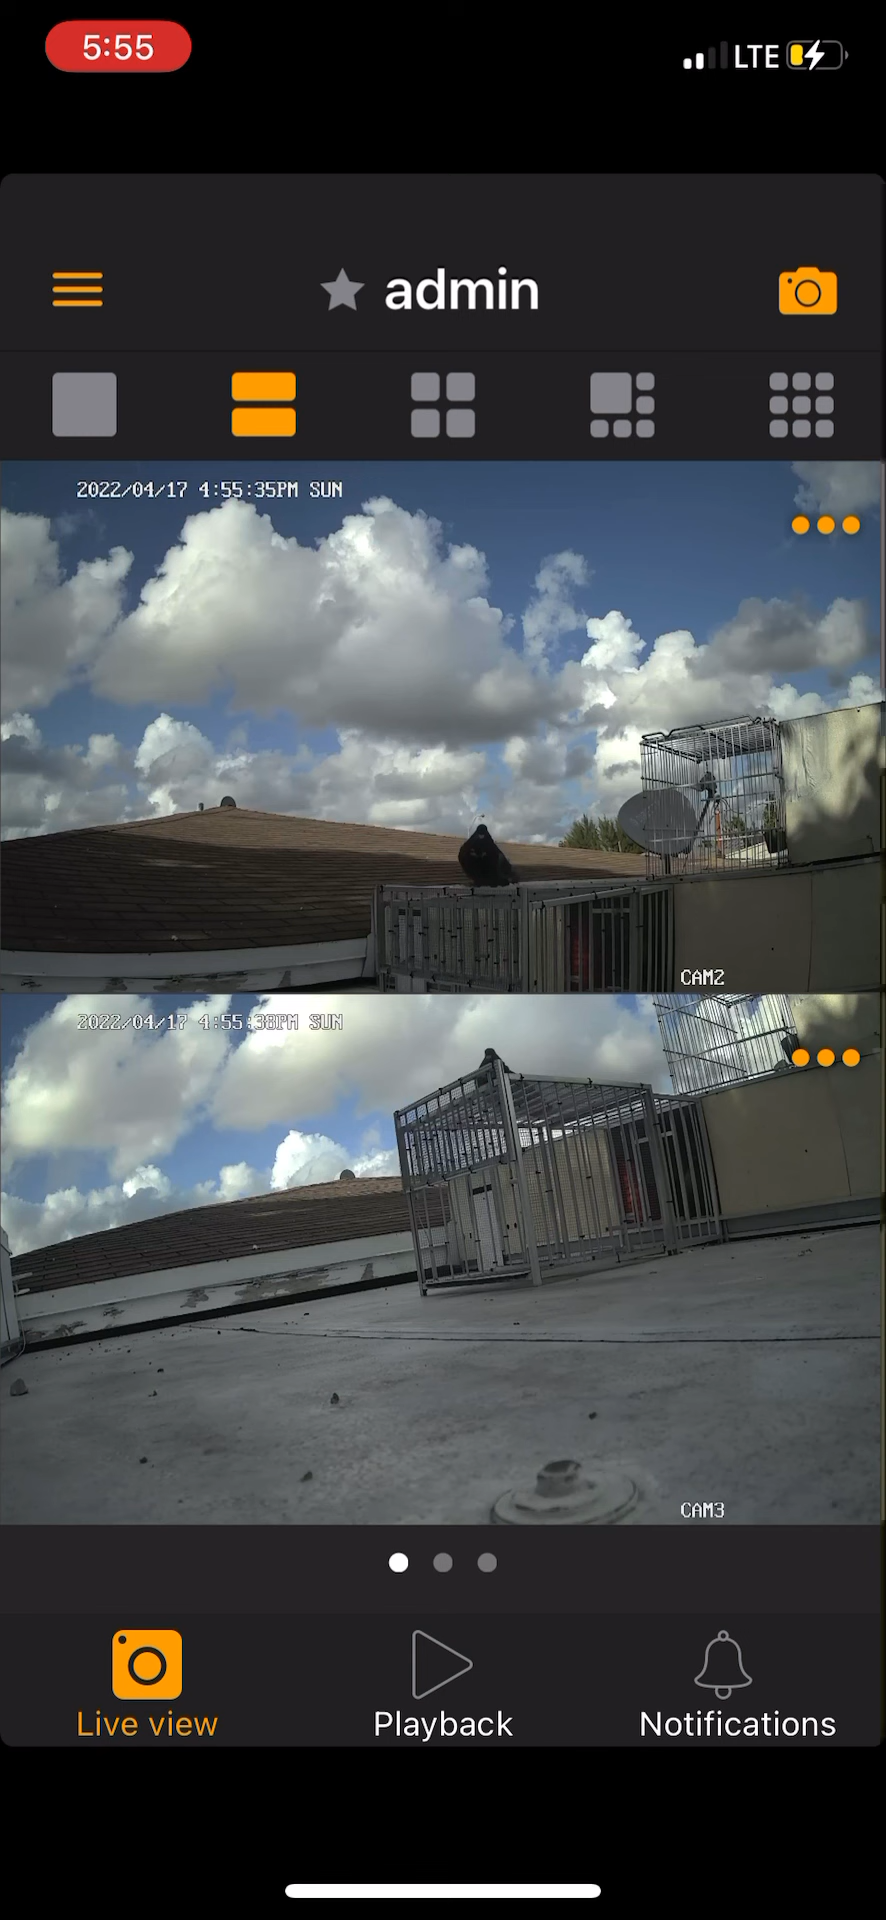 5:55
LTE
admin
2022/04/17 4:55:35PM SUN
CAM2
2022/04/17 4:55:38PM SUN
CAM3
Live view
Playback
Notifications